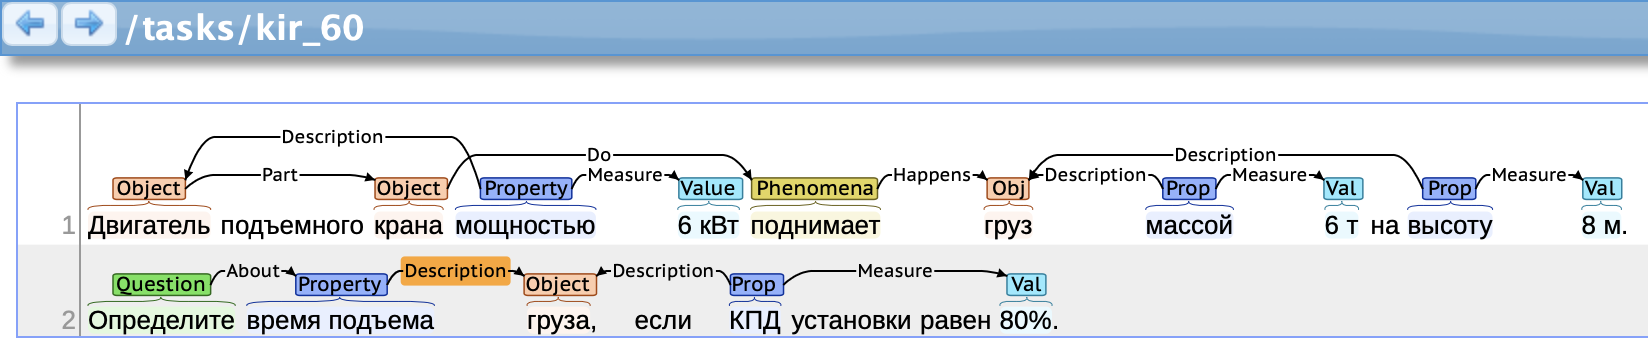 /tasks/kir_60
Description
Part Do Description
Object Object Property Measure Value Phenomena Happens Obj Description Prop Measure Val Prop Measure Val
1 Двигатель подъемного крана мощностью 6 кВт поднимает груз массой 6 т на высоту 8 м.
Question About Property Description Object Description Prop Measure Val
2 Определите время подъема груза, если КПД установки равен 80%.